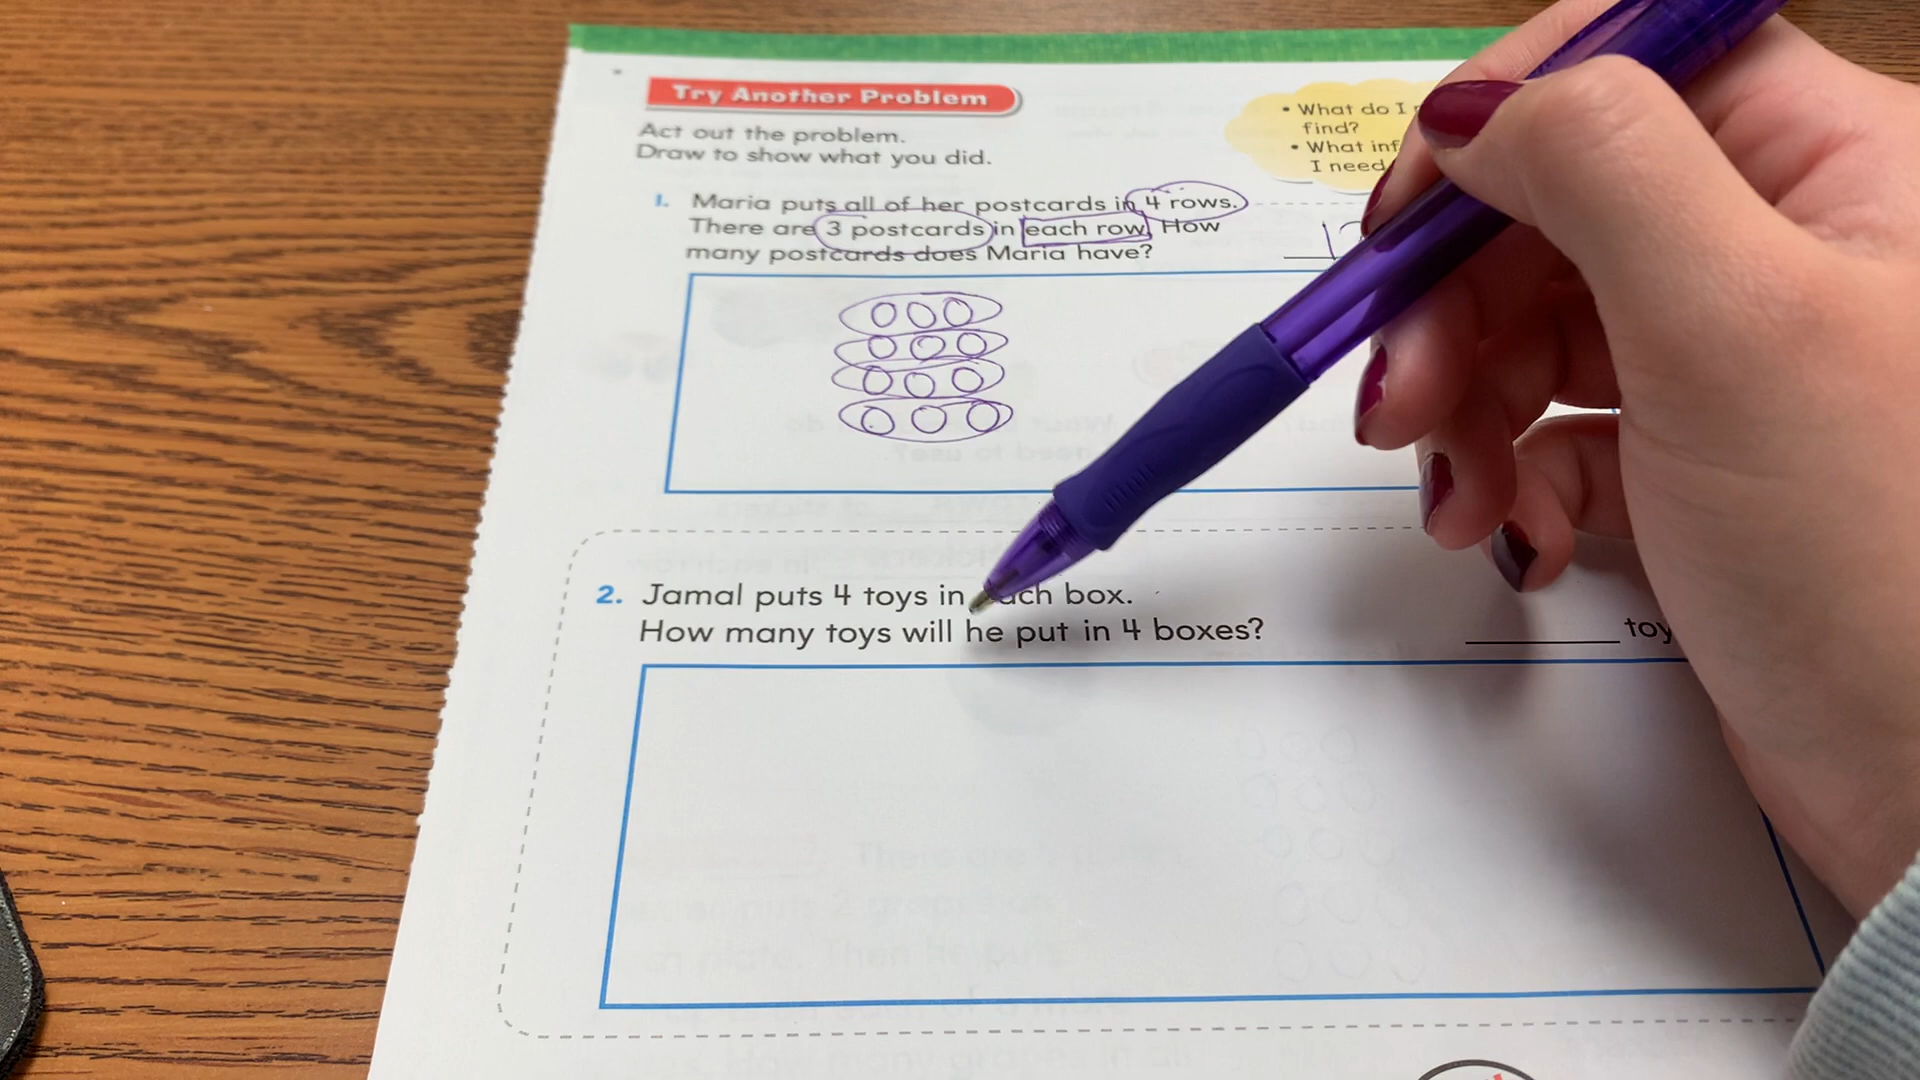 Try Another Problem
Act out the problem.
Draw to show what you did.
• What do I
find?
• What
I need
1. Maria puts all of her postcards in 4 rows.
There are 3 postcards in each row. How
many postcards does Maria have?
2. Jamal puts 4 toys in box.
How many toys will he put in 4 boxes?